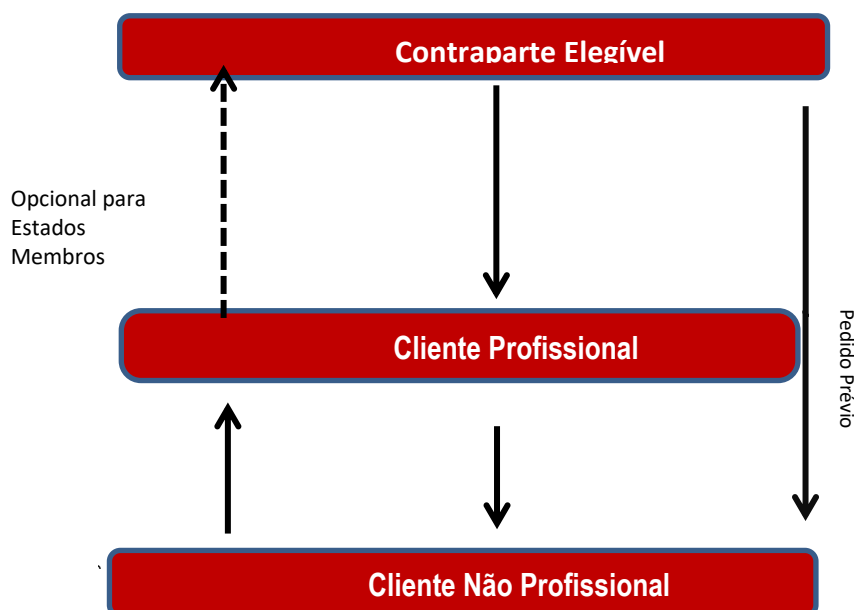 Contraparte Elegível
Opcional para
Estados
Membros
Cliente Profissional
Pedido Prévio
Cliente Não Profissional